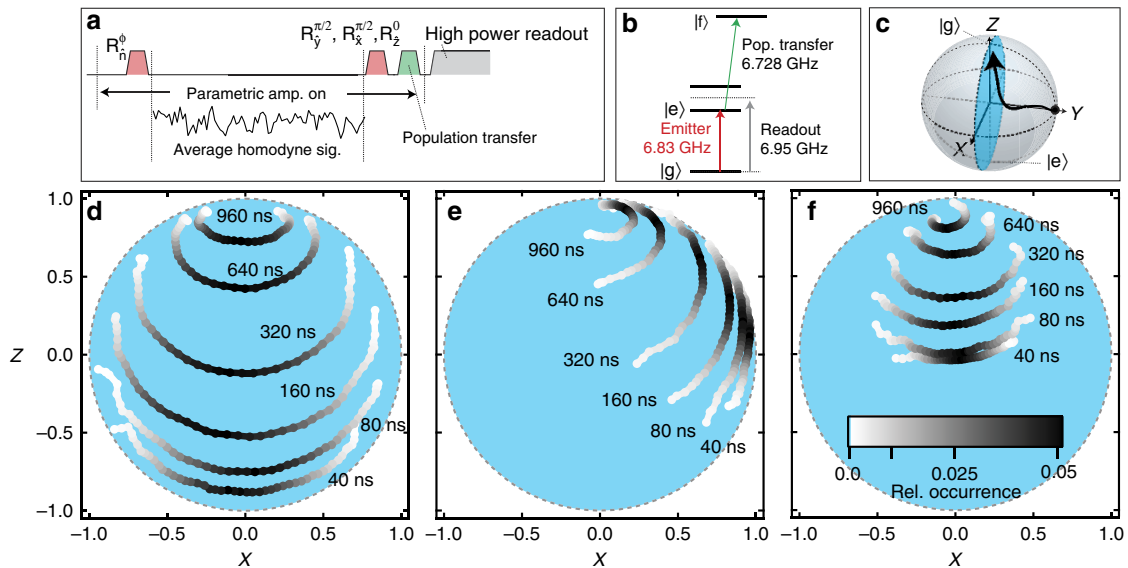 a
R_n̂^ϕ
R_ŷ^π/2, R_x̂^π/2, R_ẑ^0
High power readout
Parametric amp. on
Population transfer
Average homodyne sig.
b
|f⟩
Pop. transfer
6.728 GHz
|e⟩
Emitter
6.83 GHz
Readout
6.95 GHz
|g⟩
c
|g⟩
Z
Y
X
|e⟩
d
960 ns
640 ns
320 ns
160 ns
80 ns
40 ns
1.0
0.5
0.0
−0.5
−1.0
Z
−1.0 −0.5 0.0 0.5 1.0
X
e
960 ns
640 ns
320 ns
160 ns
80 ns
40 ns
−1.0 −0.5 0.0 0.5 1.0
X
f
960 ns
640 ns
320 ns
160 ns
80 ns
40 ns
0.0 0.025 0.05
Rel. occurrence
−1.0 −0.5 0.0 0.5 1.0
X